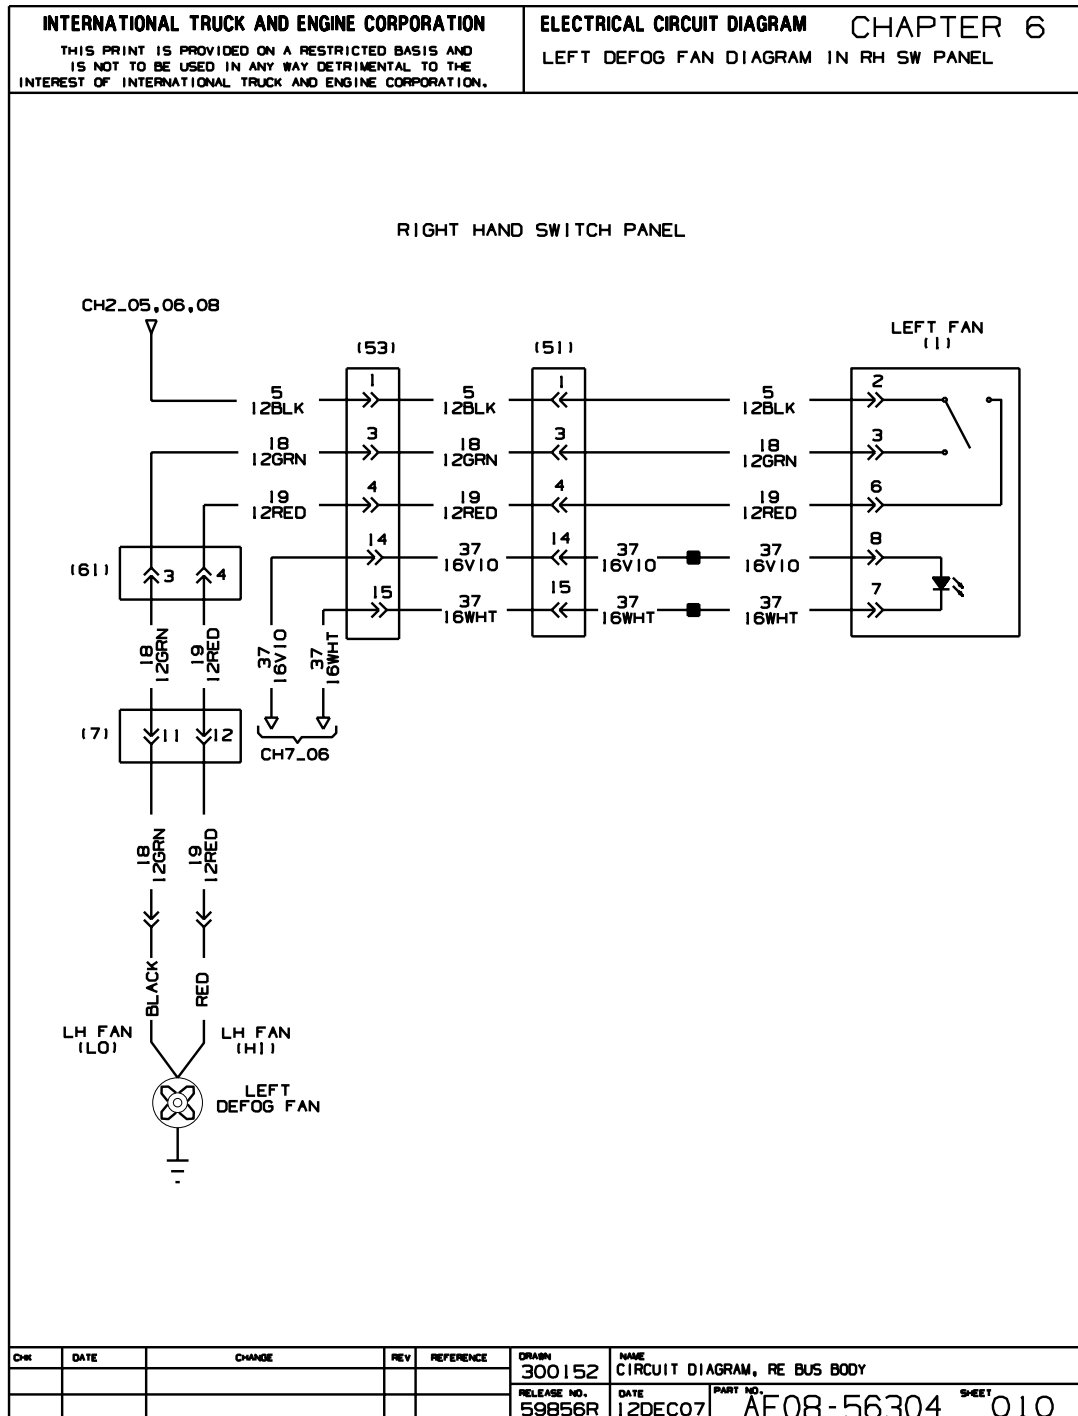 INTERNATIONAL TRUCK AND ENGINE CORPORATION
THIS PRINT IS PROVIDED ON A RESTRICTED BASIS AND
IS NOT TO BE USED IN ANY WAY DETRIMENTAL TO THE
INTEREST OF INTERNATIONAL TRUCK AND ENGINE CORPORATION.
ELECTRICAL CIRCUIT DIAGRAM CHAPTER 6
LEFT DEFOG FAN DIAGRAM IN RH SW PANEL
RIGHT HAND SWITCH PANEL
CH2_05,06,08
(53)
(51)
LEFT FAN
(1)
5
12BLK
1
5
12BLK
1
5
12BLK
2
18
12GRN
3
18
12GRN
3
18
12GRN
3
19
12RED
4
19
12RED
4
19
12RED
6
14
37
16VIO
14
37
16VIO
37
16VIO
8
15
37
16WHT
15
37
16WHT
37
16WHT
7
(61)
3
4
18
12GRN
19
12RED
37
16VIO
37
16WHT
(7)
11
12
CH7_06
18
12GRN
19
12RED
BLACK
RED
LH FAN
(LO)
LH FAN
(HI)
LEFT
DEFOG FAN
CHK DATE CHANGE REV REFERENCE
DRAWN
300152
NAME
CIRCUIT DIAGRAM, RE BUS BODY
RELEASE NO.
59856R
DATE
12DEC07
PART NO.
AE08-56304
SHEET
010